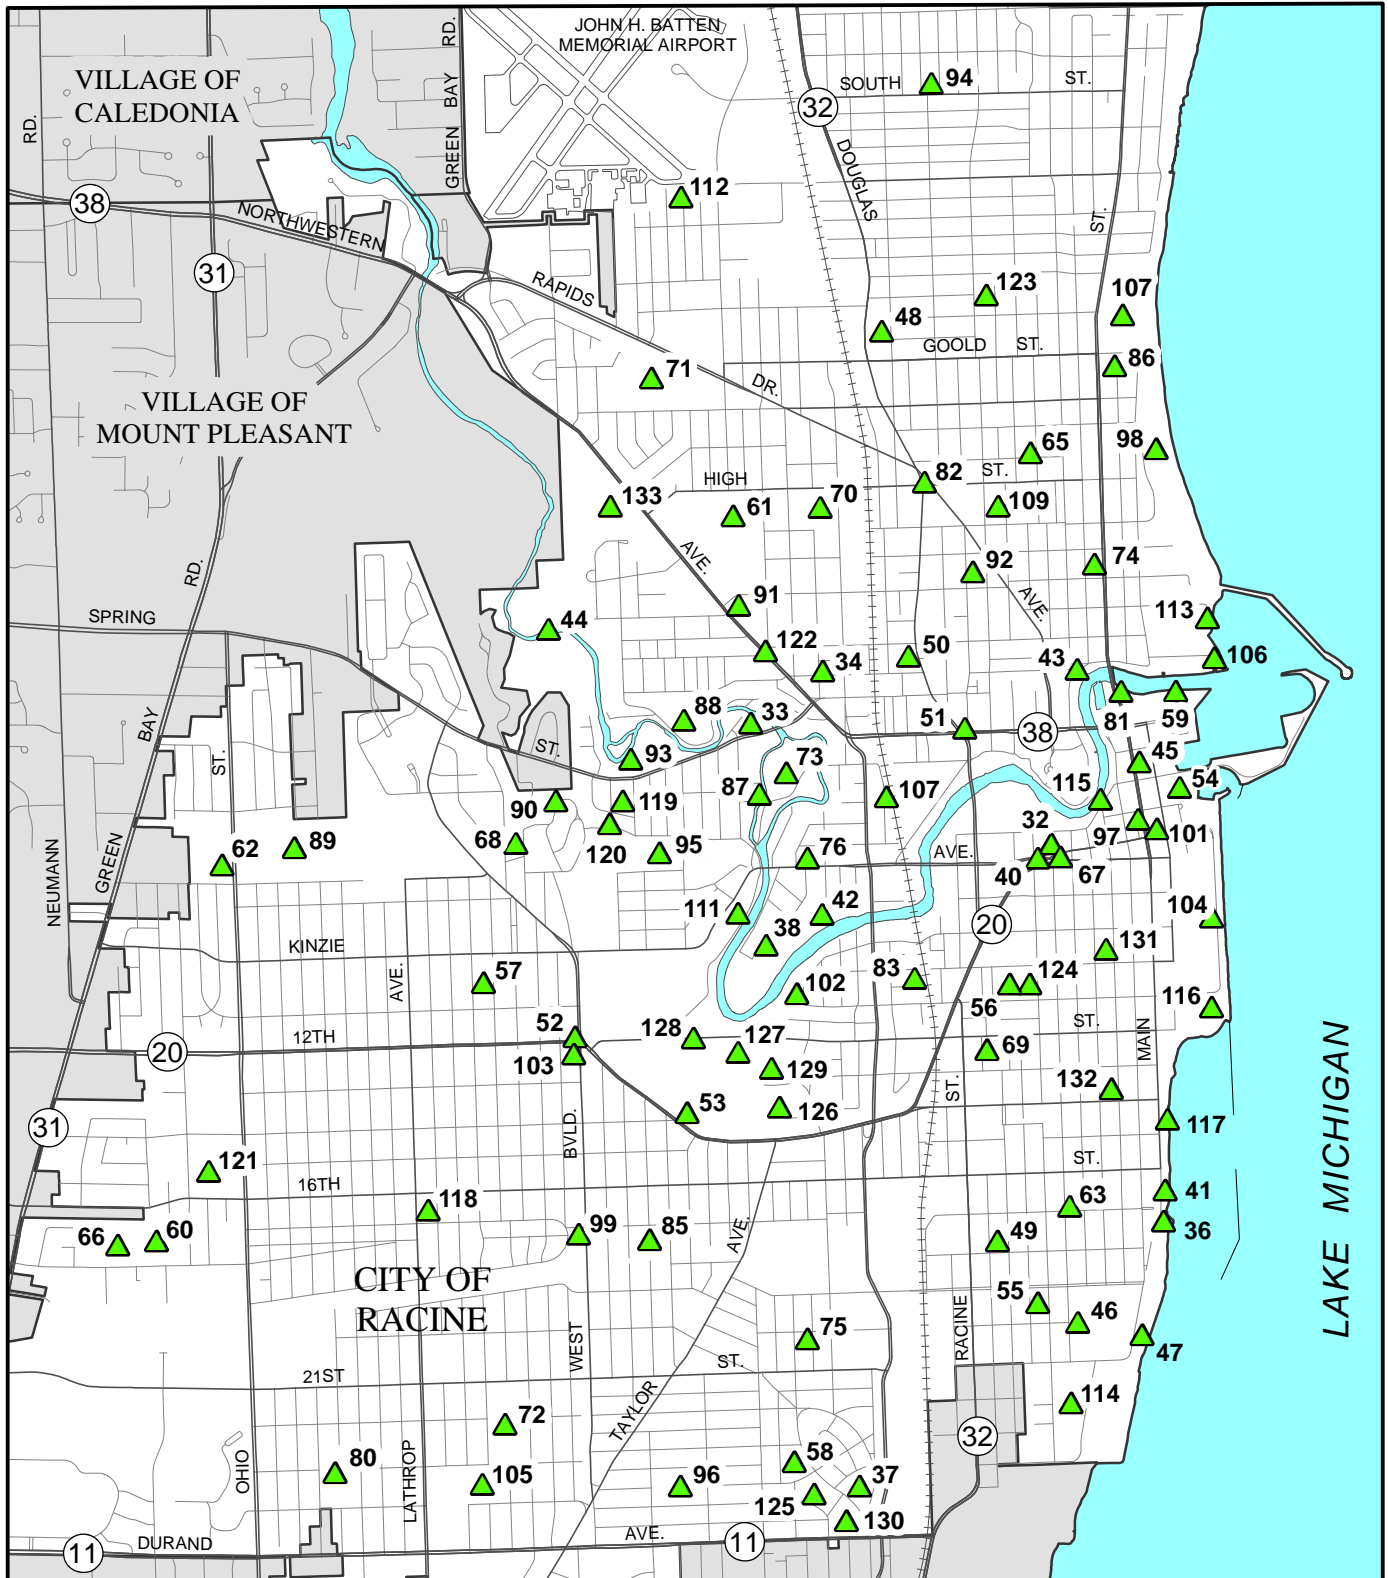 JOHN H. BATTEN
MEMORIAL AIRPORT
RD.
VILLAGE OF
CALEDONIA
SOUTH
94
ST.
32
RD.
GREEN BAY
DOUGLAS
112
38
NORTHWESTERN
ST.
31
RAPIDS
123
107
48
GOOLD
ST.
86
71
DR.
VILLAGE OF
MOUNT PLEASANT
65
98
HIGH
82
ST.
133
61
70
109
AVE.
92
74
RD.
AVE.
91
SPRING
44
113
122
34
50
43
106
88
33
BAY
51
38
81
59
ST.
ST.
93
73
45
87
107
115
54
90
119
32
97
101
62
89
68
120
95
76
AVE.
40
67
NEUMANN
GREEN
111
42
20
104
KINZIE
38
131
AVE.
57
102
83
124
56
116
52
12TH
128
127
ST.
MAIN
20
103
129
69
132
53
126
ST.
31
117
BVLD.
121
16TH
ST.
118
63
41
66
60
99
85
AVE.
49
36
CITY OF
RACINE
55
46
LAKE MICHIGAN
75
RACINE
WEST
47
21ST
ST.
TAYLOR
114
72
32
80
58
OHIO
LATHROP
105
96
37
125
130
11
DURAND
AVE.
11